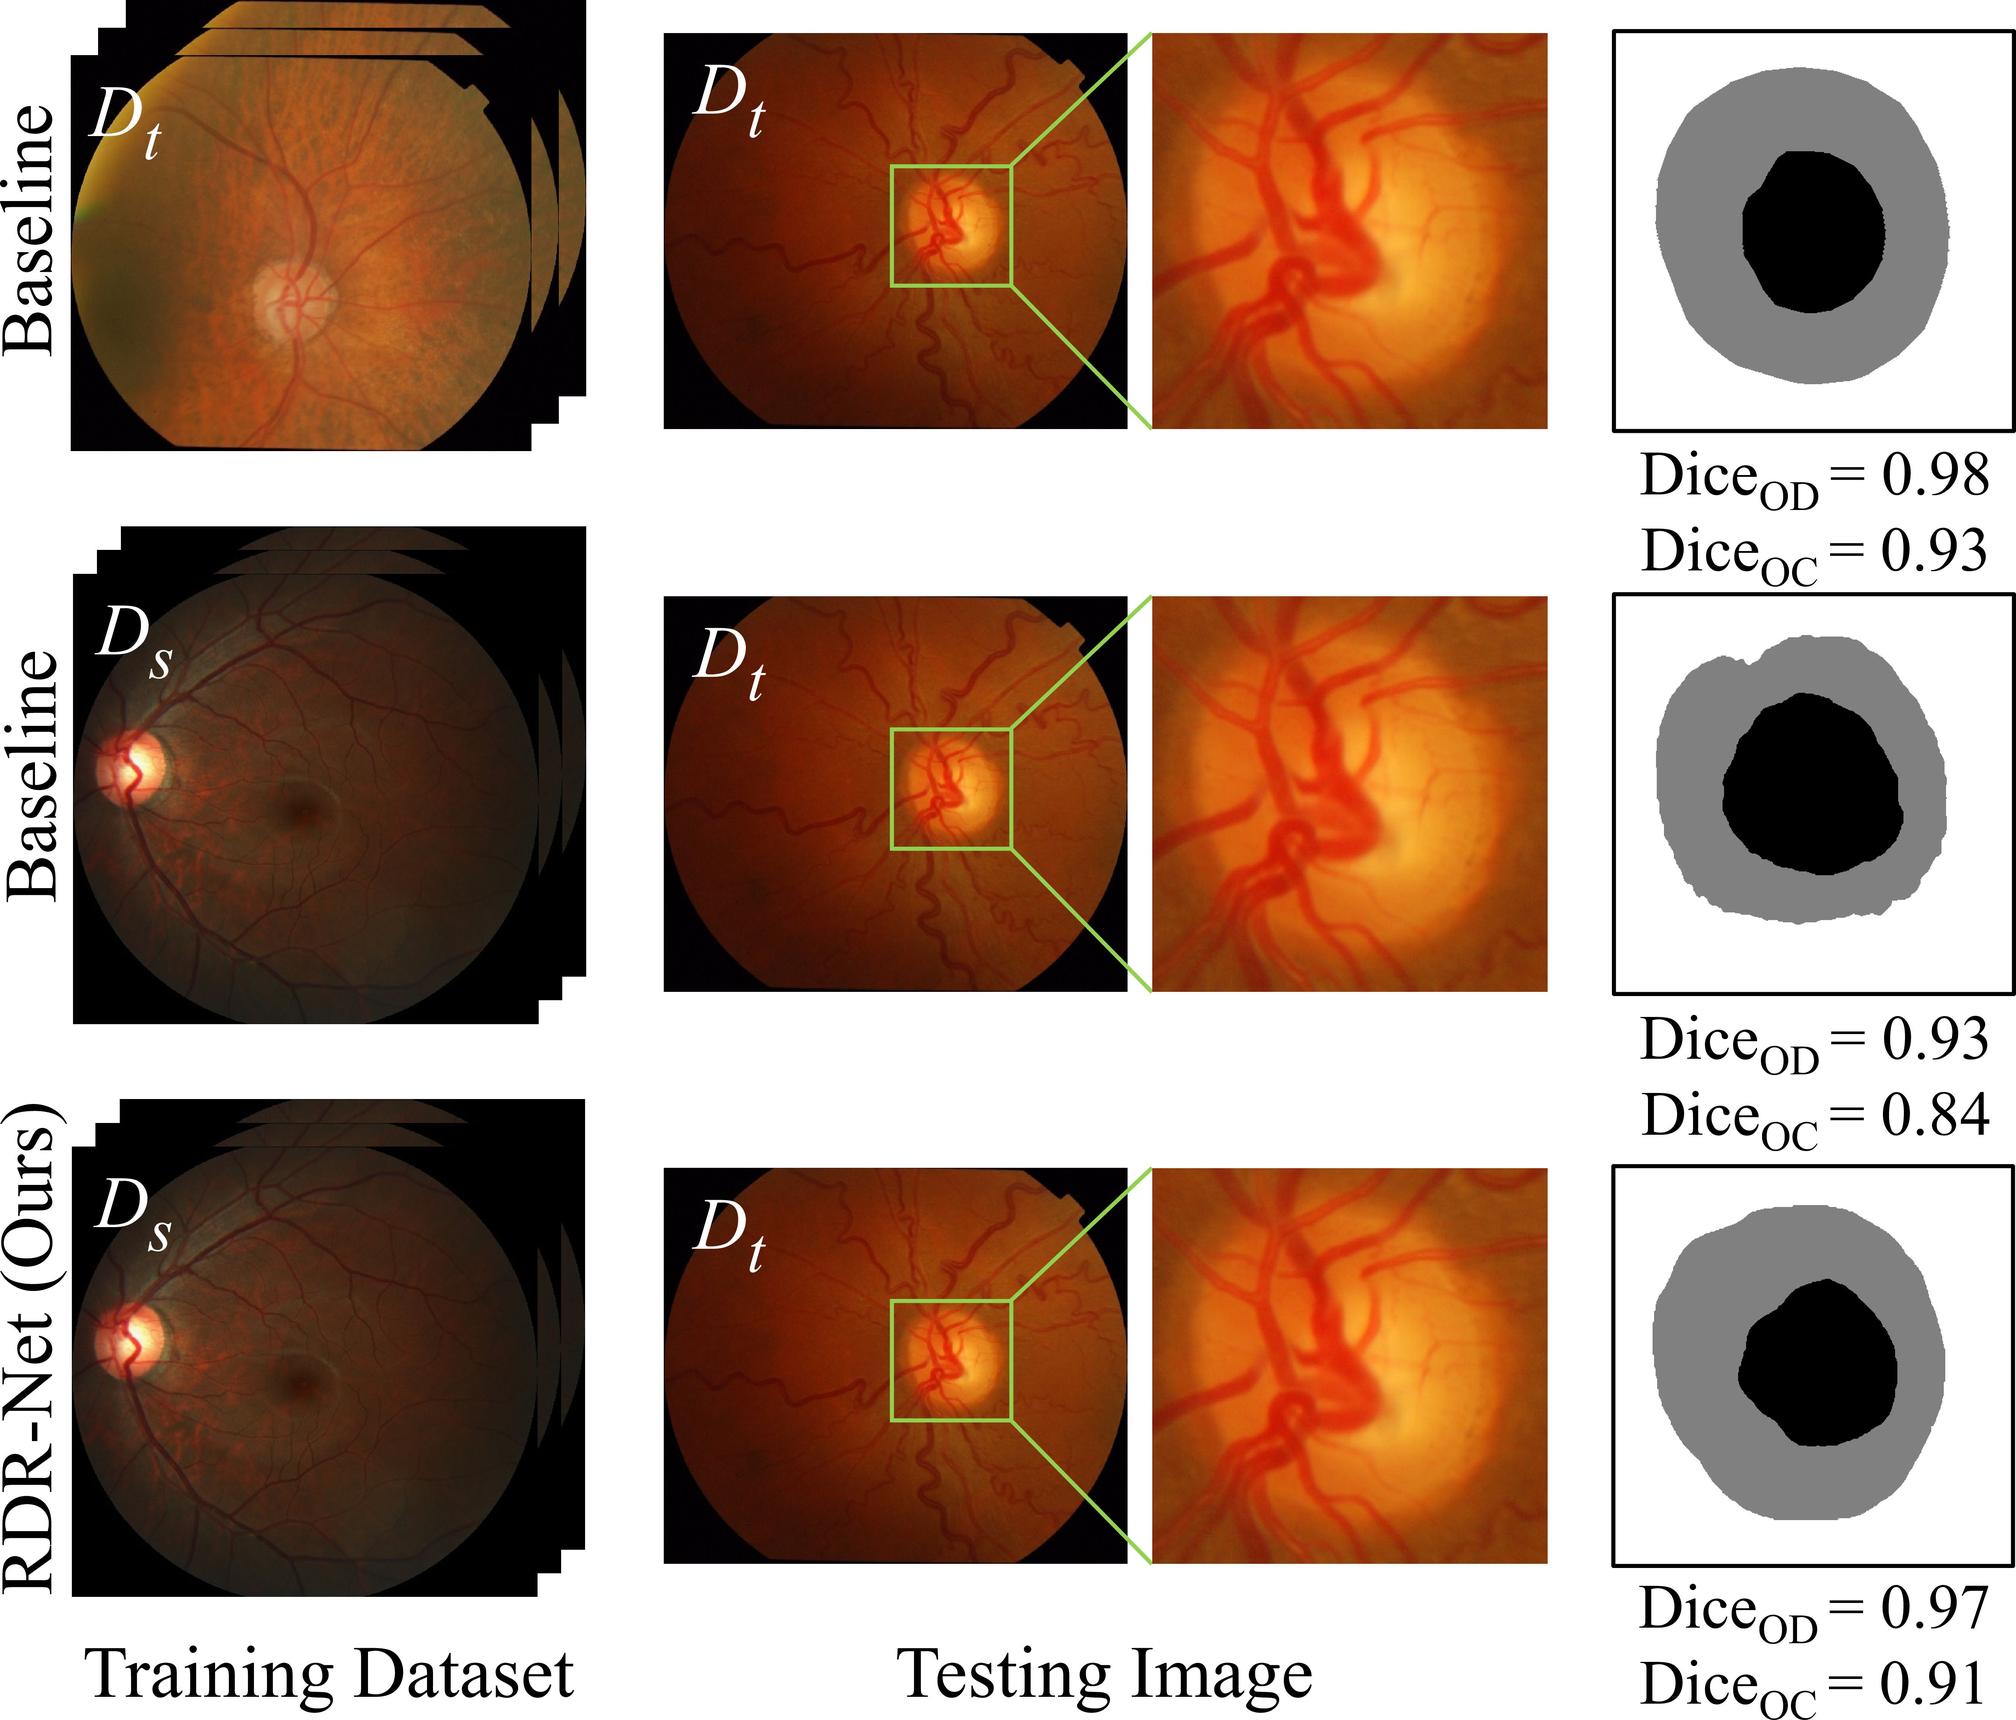 Baseline
D_t
D_t
Dice_OD = 0.98
Dice_OC = 0.93
Baseline
D_s
D_t
Dice_OD = 0.93
Dice_OC = 0.84
RDR-Net (Ours)
D_s
D_t
Dice_OD = 0.97
Dice_OC = 0.91
Training Dataset
Testing Image